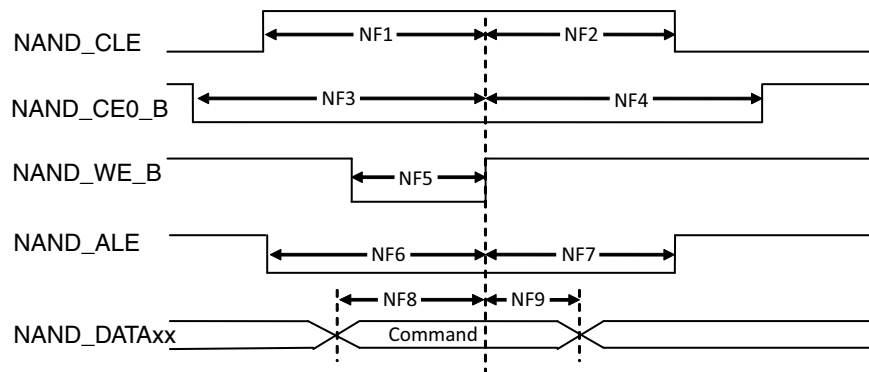 NAND_CLE NF1 NF2
NAND_CE0_B NF3 NF4
NAND_WE_B NF5
NAND_ALE NF6 NF7
NF8 NF9
NAND_DATAxx Command